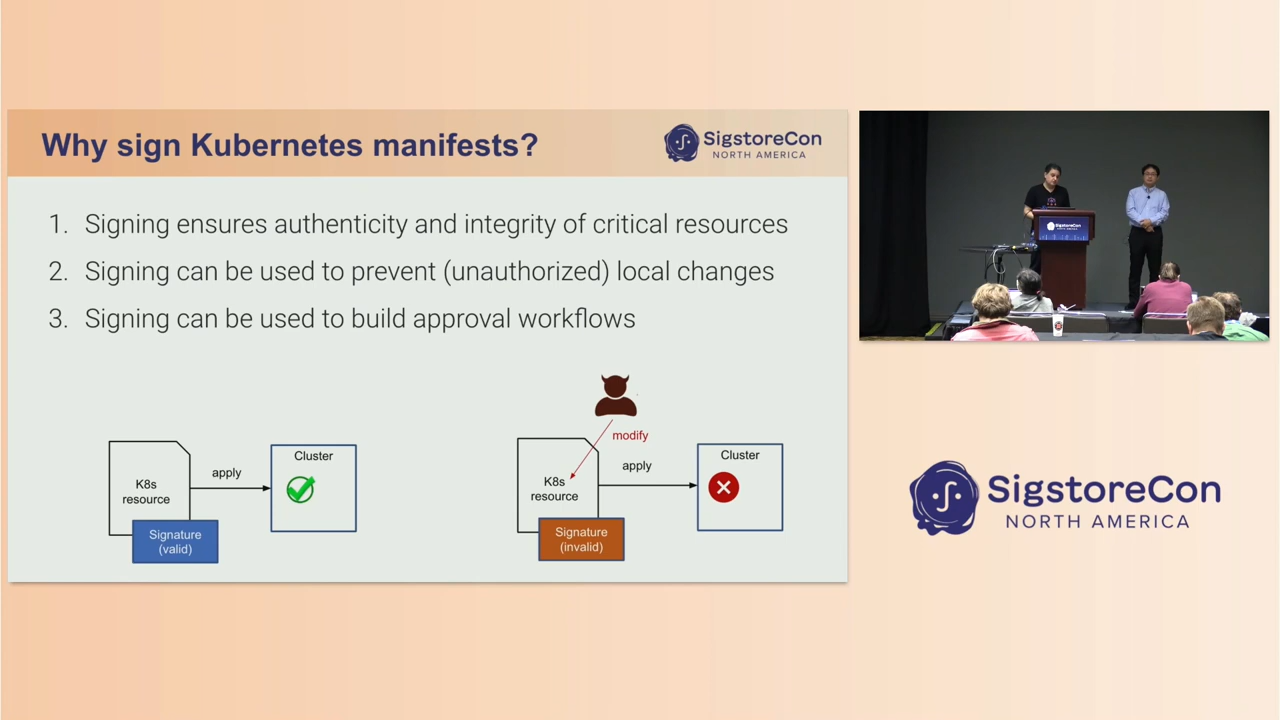 Why sign Kubernetes manifests?
SigstoreCon
NORTH AMERICA
1. Signing ensures authenticity and integrity of critical resources
2. Signing can be used to prevent (unauthorized) local changes
3. Signing can be used to build approval workflows
K8s
resource
Signature
(valid)
apply
Cluster
modify
K8s
resource
Signature
(invalid)
apply
Cluster
SigstoreCon
NORTH AMERICA